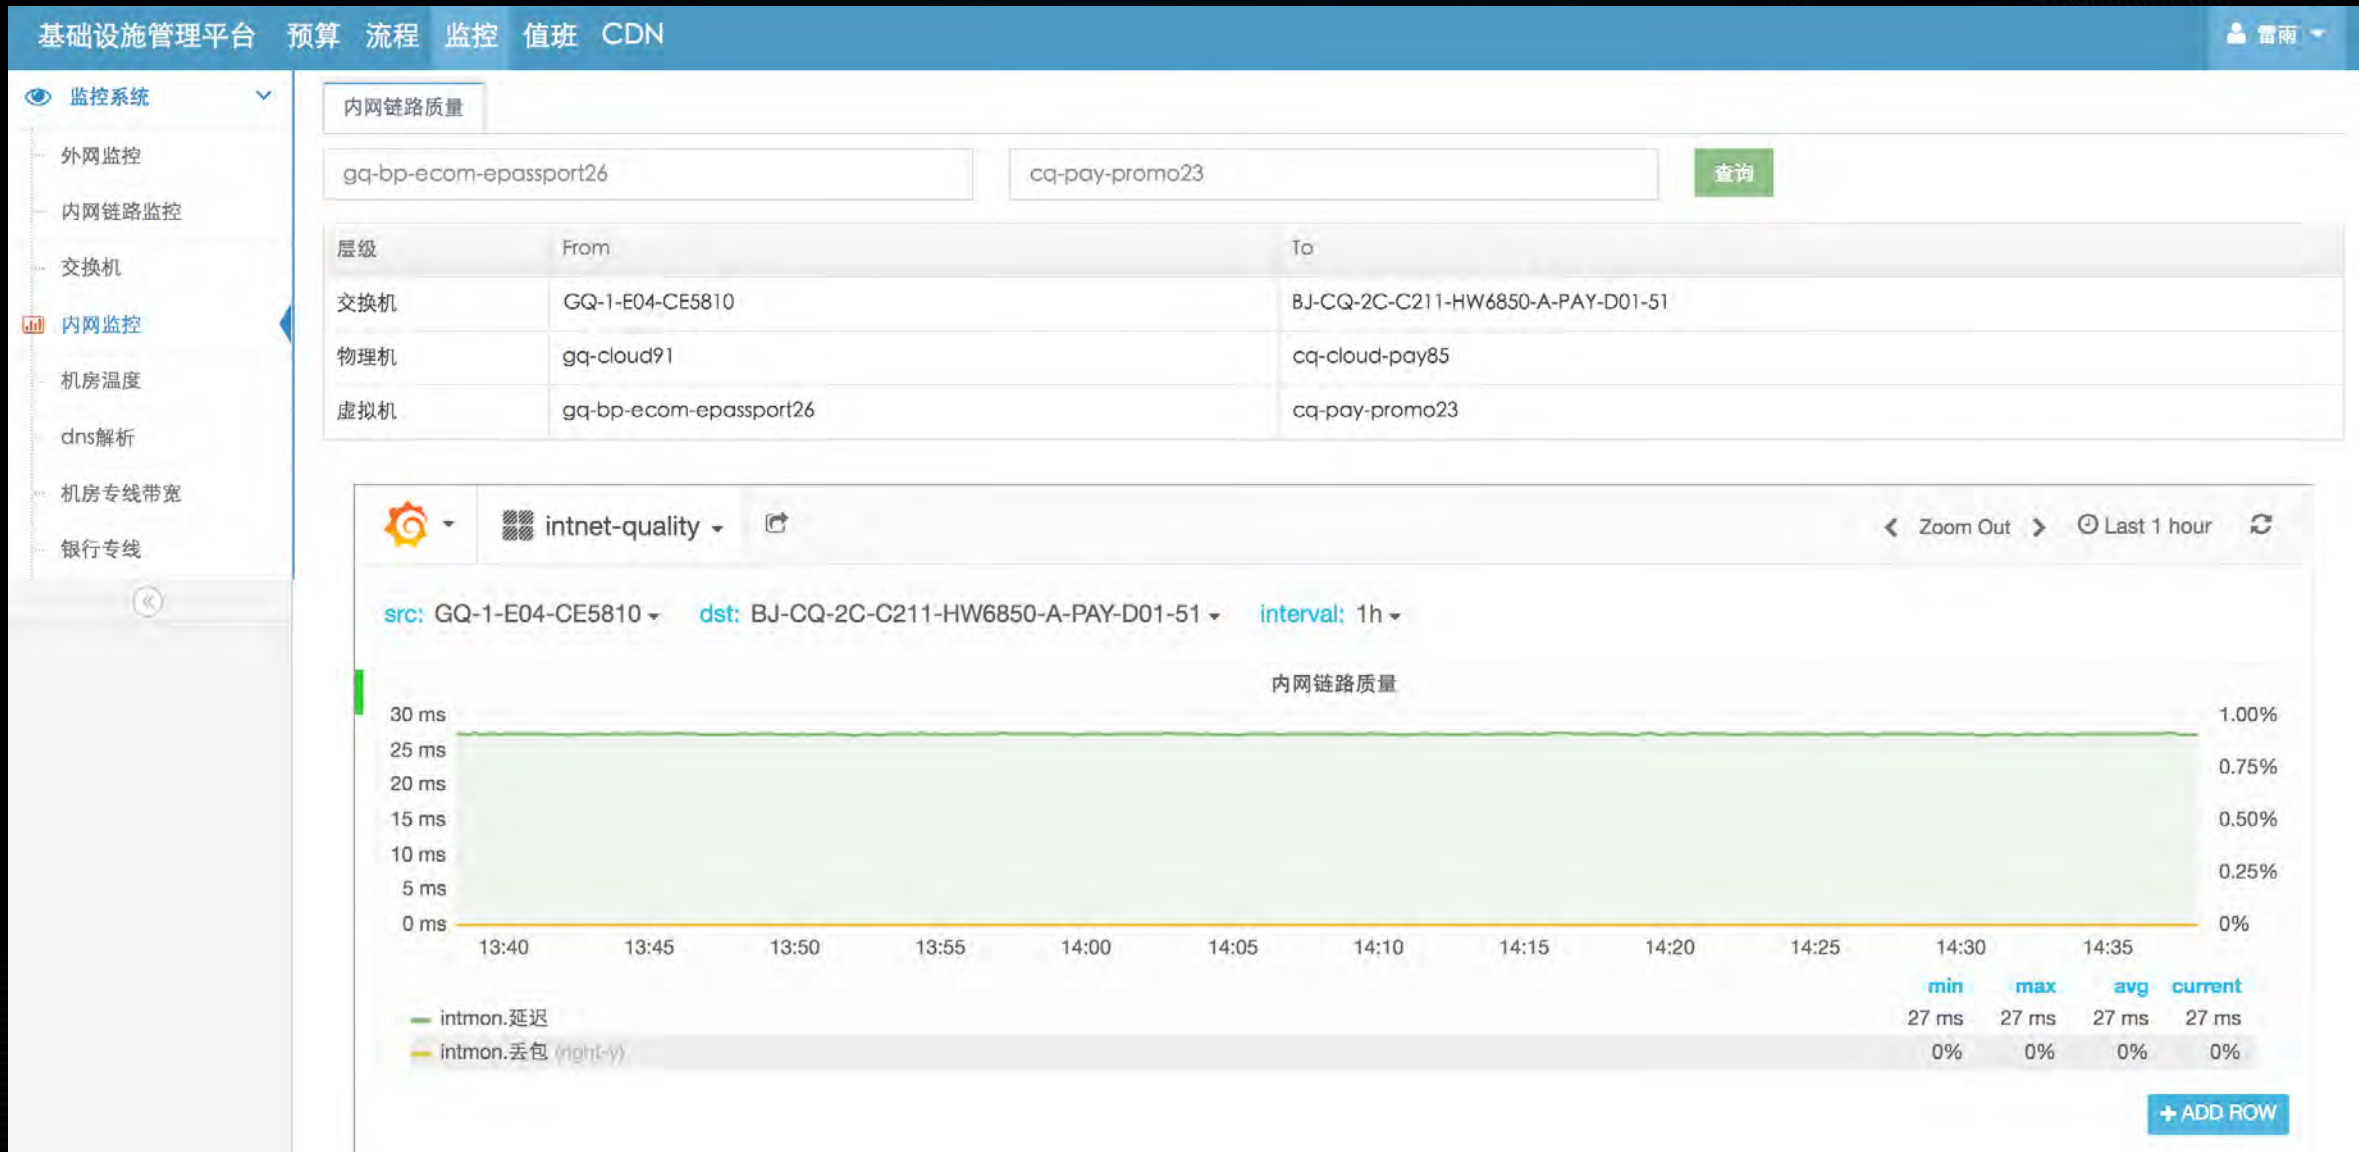 基础设施管理平台 预算 流程 监控 值班 CDN 雷雨
监控系统
外网监控
内网链路监控
交换机
内网监控
机房温度
dns解析
机房专线带宽
银行专线
内网链路质量
gq-bp-ecom-epassport26 cq-pay-promo23 查询
层级 From To
交换机 GQ-1-E04-CE5810 BJ-CQ-2C-C211-HW6850-A-PAY-D01-51
物理机 gq-cloud91 cq-cloud-pay85
虚拟机 gq-bp-ecom-epassport26 cq-pay-promo23
intnet-quality Zoom Out Last 1 hour
src: GQ-1-E04-CE5810 dst: BJ-CQ-2C-C211-HW6850-A-PAY-D01-51 interval: 1h
内网链路质量
30 ms 1.00%
25 ms
20 ms 0.75%
15 ms 0.50%
10 ms
5 ms 0.25%
0 ms 0%
13:40 13:45 13:50 13:55 14:00 14:05 14:10 14:15 14:20 14:25 14:30 14:35
min max avg current
intmon.延迟 27 ms 27 ms 27 ms 27 ms
intmon.丢包 (right-y) 0% 0% 0% 0%
+ ADD ROW